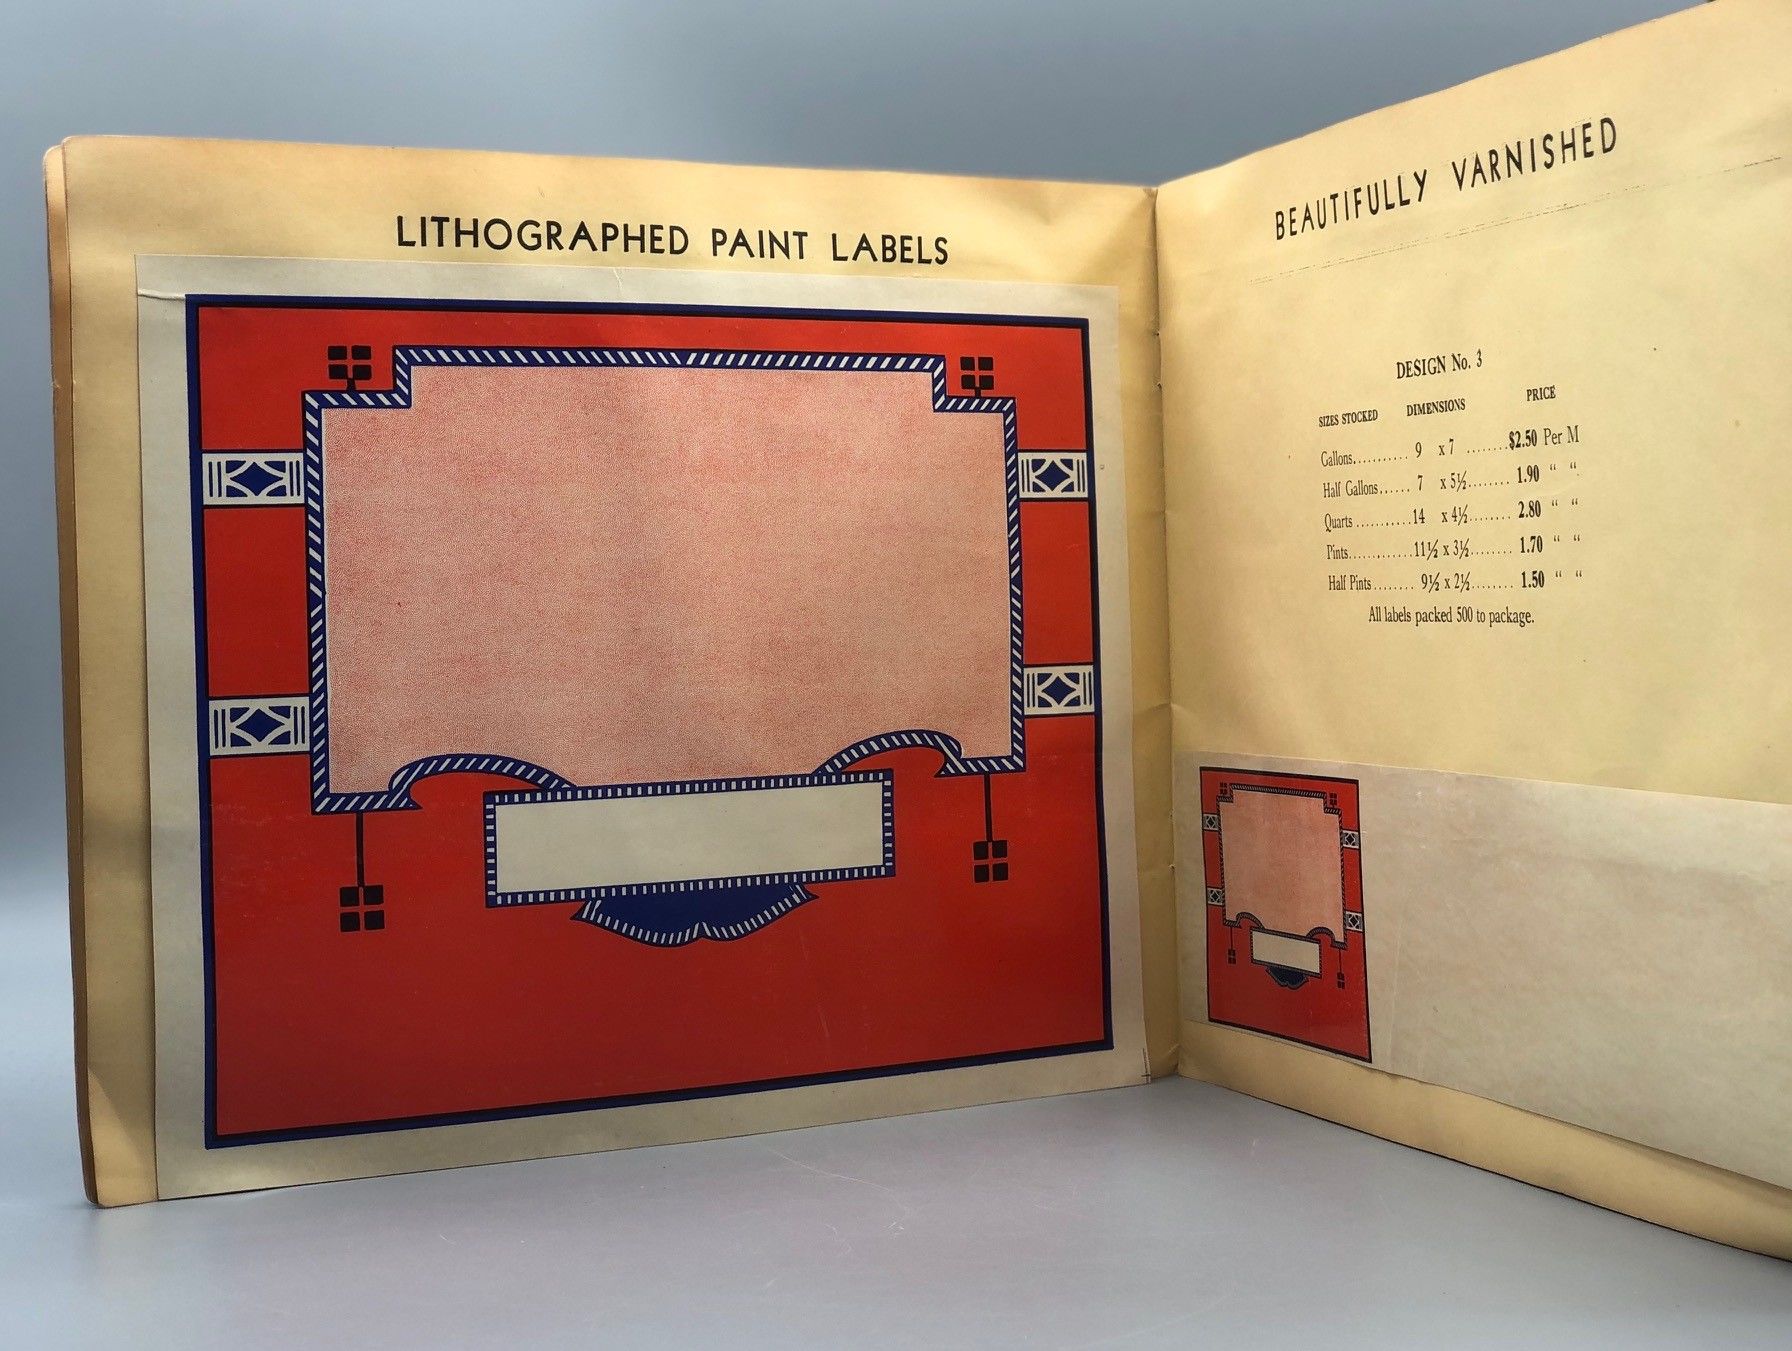 LITHOGRAPHED PAINT LABELS
BEAUTIFULLY VARNISHED
DESIGN No. 3
SIZES STOCKED DIMENSIONS PRICE
Gallons........... 9 x 7 ........$2.50 Per M
Half Gallons...... 7 x 5½........ 1.90 “ “
Quarts ...........14 x 4½........ 2.80 “ “
Pints.............11½ x 3½........ 1.70 “ “
Half Pints........ 9½ x 2½........ 1.50 “ “
All labels packed 500 to package.